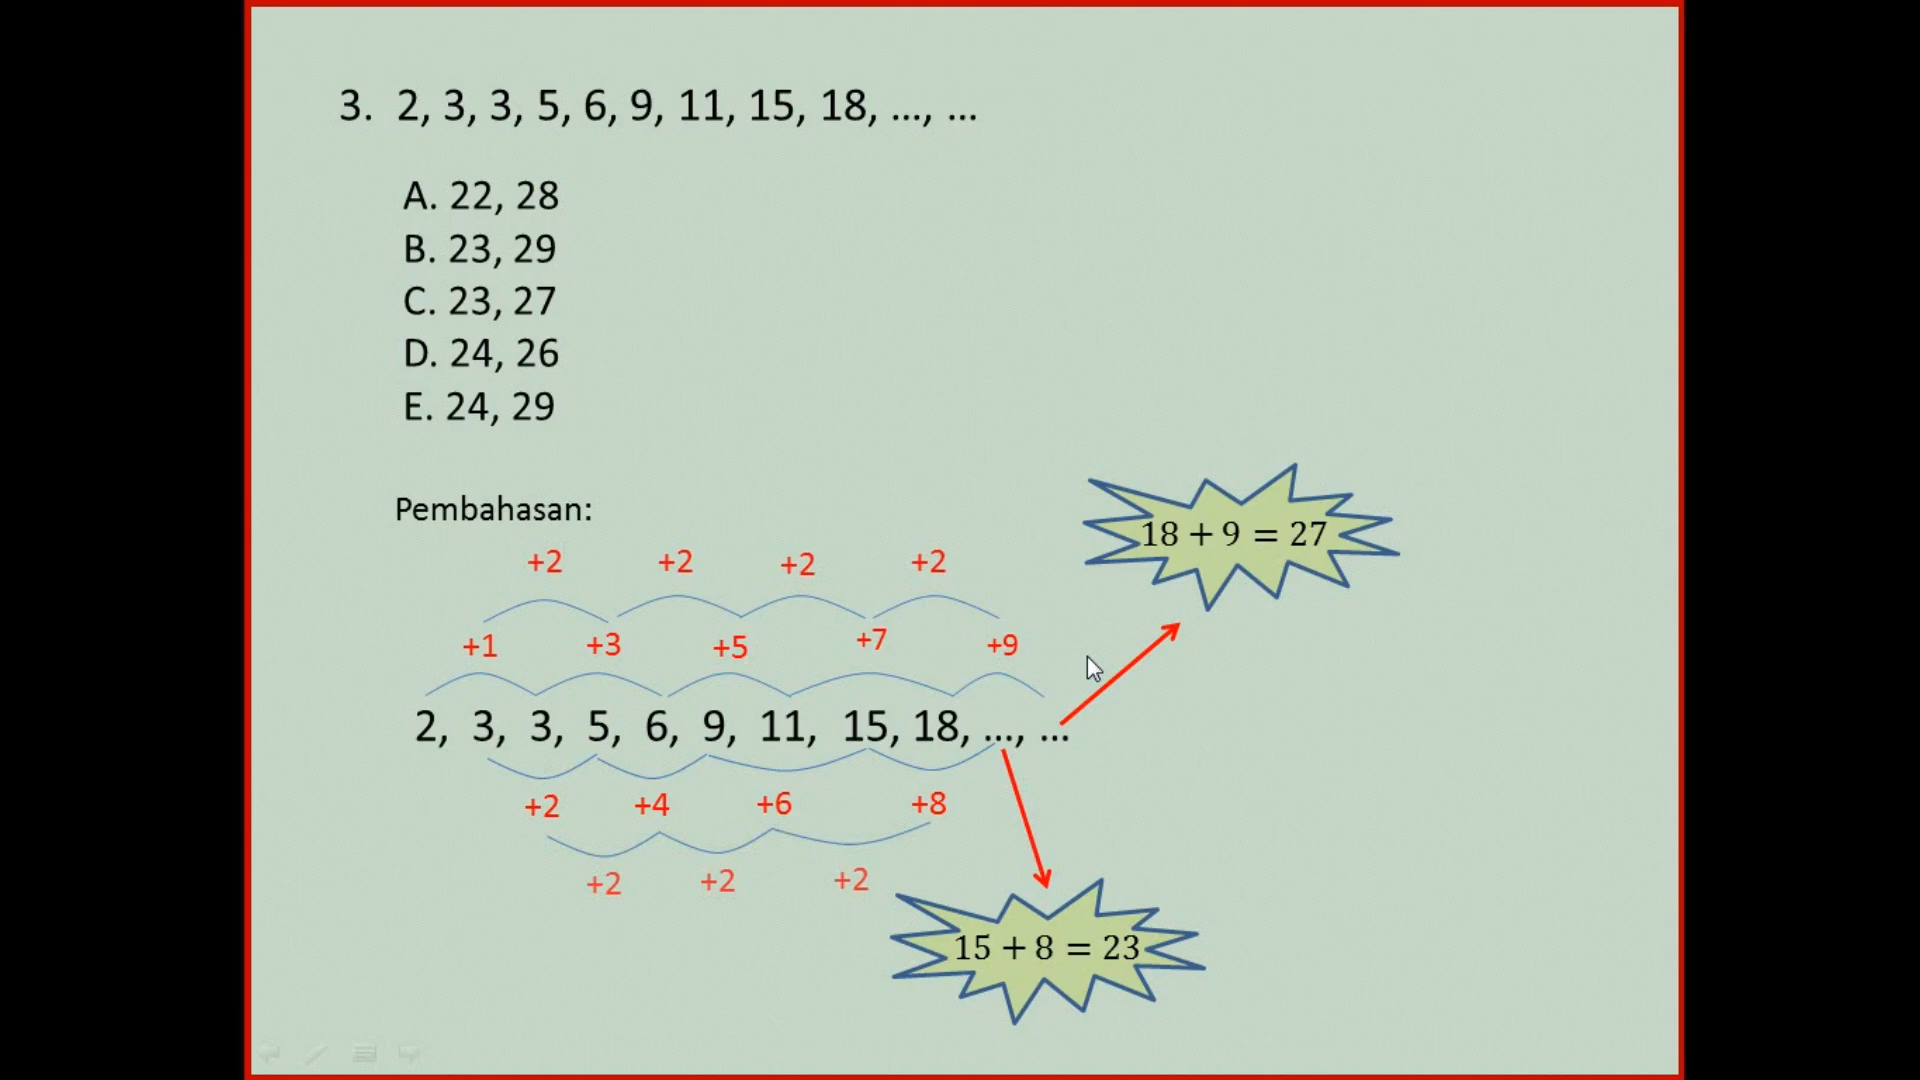 3. 2, 3, 3, 5, 6, 9, 11, 15, 18, ..., ...
A. 22, 28
B. 23, 29
C. 23, 27
D. 24, 26
E. 24, 29
Pembahasan:
18 + 9 = 27
+2 +2 +2 +2
+1 +3 +5 +7 +9
2, 3, 3, 5, 6, 9, 11, 15, 18, ..., ...
+2 +4 +6 +8
+2 +2 +2
15 + 8 = 23